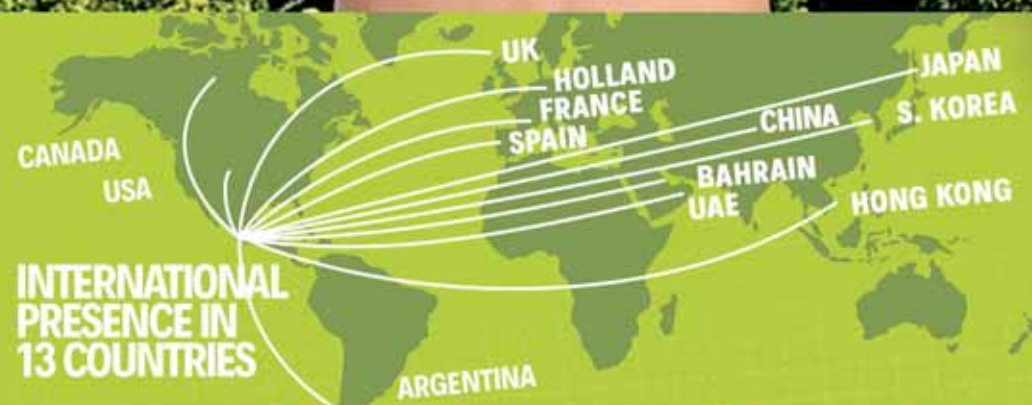 UK
HOLLAND
FRANCE
SPAIN
JAPAN
CHINA
S. KOREA
CANADA
USA
BAHRAIN
UAE
HONG KONG
INTERNATIONAL
PRESENCE IN
13 COUNTRIES
ARGENTINA